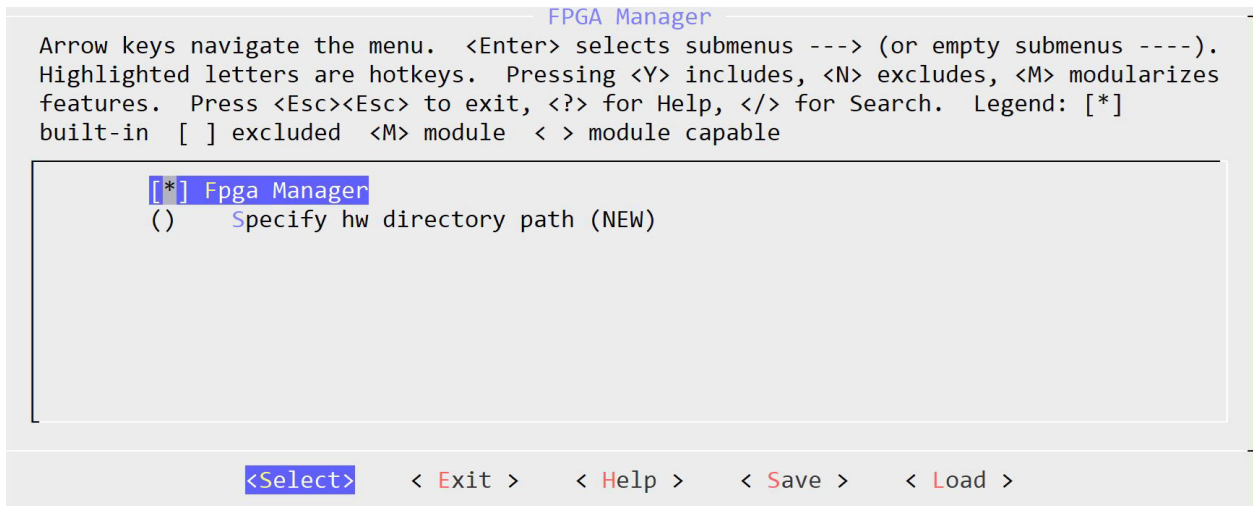 FPGA Manager
Arrow keys navigate the menu.  <Enter> selects submenus ---> (or empty submenus ----).
Highlighted letters are hotkeys.  Pressing <Y> includes, <N> excludes, <M> modularizes
features.  Press <Esc><Esc> to exit, <?> for Help, </> for Search.  Legend: [*]
built-in  [ ] excluded  <M> module  < > module capable
[*] Fpga Manager
()    Specify hw directory path (NEW)
<Select>    < Exit >    < Help >    < Save >    < Load >